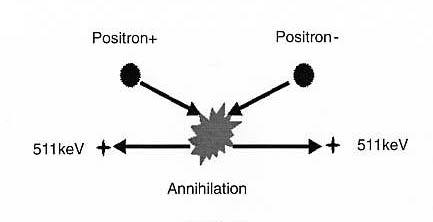 Positron+
Positron-
511keV
511keV
Annihilation